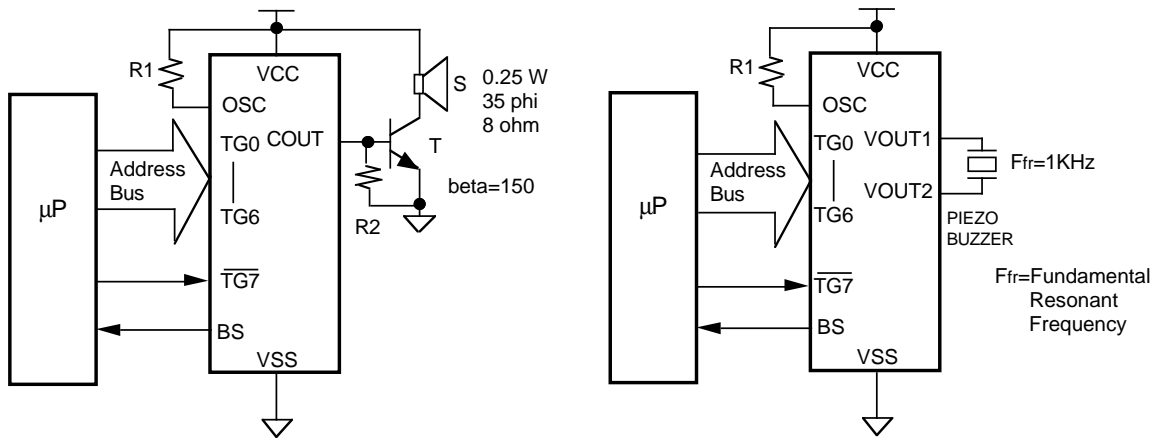 R1
VCC
OSC
COUT
S
0.25 W
35 phi
8 ohm
T
beta=150
R2
Address
Bus
TG0
TG6
TG7
BS
VSS
μP
R1
VCC
OSC
TG0
VOUT1
VOUT2
Ffr=1KHz
Address
Bus
TG6
PIEZO
BUZZER
TG7
BS
VSS
μP
Ffr=Fundamental
Resonant
Frequency